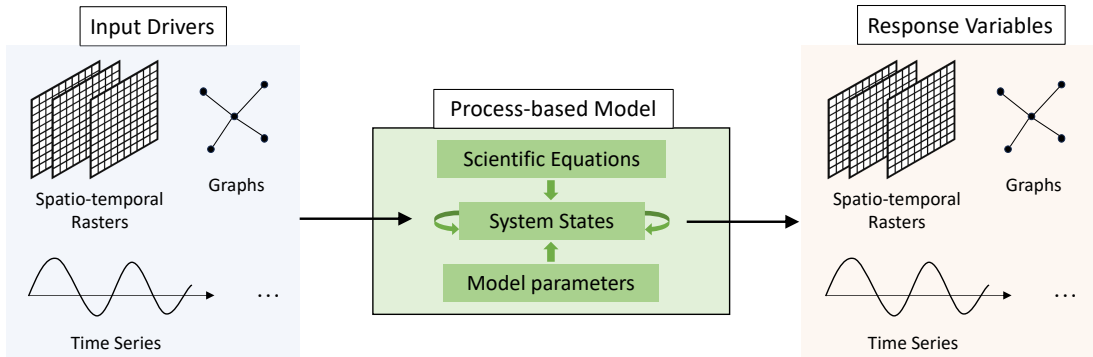 Input Drivers
Spatio-temporal
Rasters
Graphs
Time Series
...
Process-based Model
Scientific Equations
System States
Model parameters
Response Variables
Spatio-temporal
Rasters
Graphs
Time Series
...